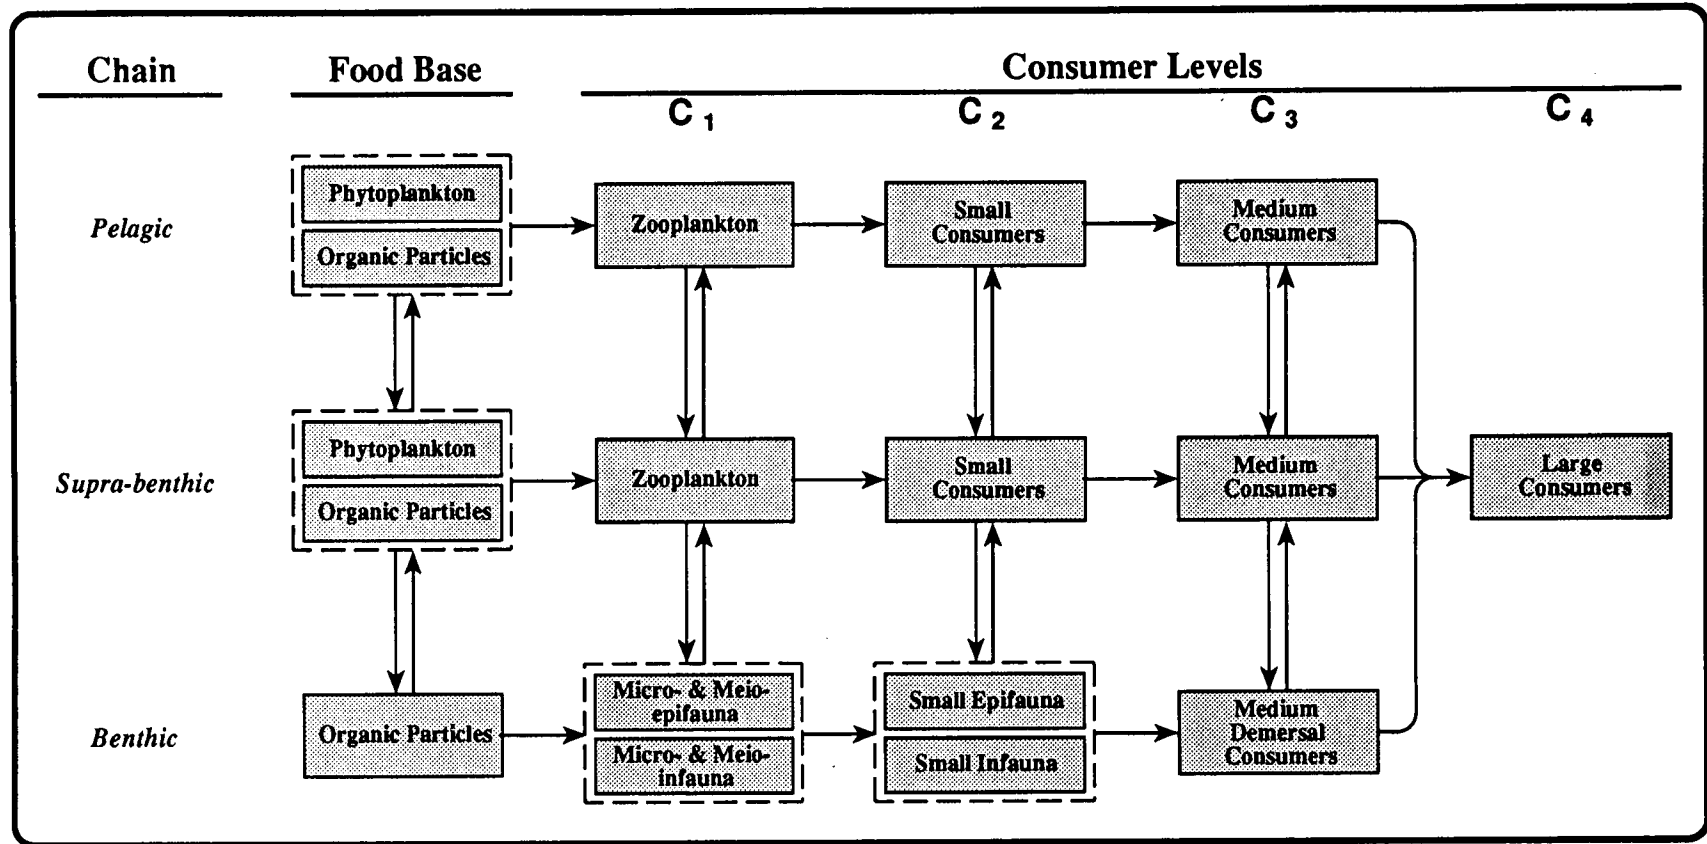 Chain Food Base Consumer Levels
C 1 C 2 C 3 C 4
Pelagic
Phytoplankton
Organic Particles
Zooplankton
Small
Consumers
Medium
Consumers
Supra-benthic
Phytoplankton
Organic Particles
Zooplankton
Small
Consumers
Medium
Consumers
Large
Consumers
Benthic
Organic Particles
Micro- & Meio-
epifauna
Micro- & Meio-
infauna
Small Epifauna
Small Infauna
Medium
Demersal
Consumers